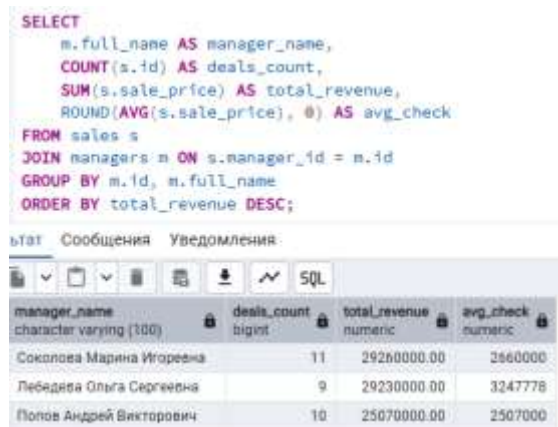 SELECT
m.full_name AS manager_name,
COUNT(s.id) AS deals_count,
SUM(s.sale_price) AS total_revenue,
ROUND(AVG(s.sale_price), 0) AS avg_check
FROM sales s
JOIN managers m ON s.manager_id = m.id
GROUP BY m.id, m.full_name
ORDER BY total_revenue DESC;
ьтат Сообщения Уведомления
SQL
manager_name deals_count total_revenue avg_check
character varying (100) bigint numeric numeric
Соколова Марина Игоревна 11 29260000.00 2660000
Лебедева Ольга Сергеевна 9 29230000.00 3247778
Попов Андрей Викторович 10 25070000.00 2507000